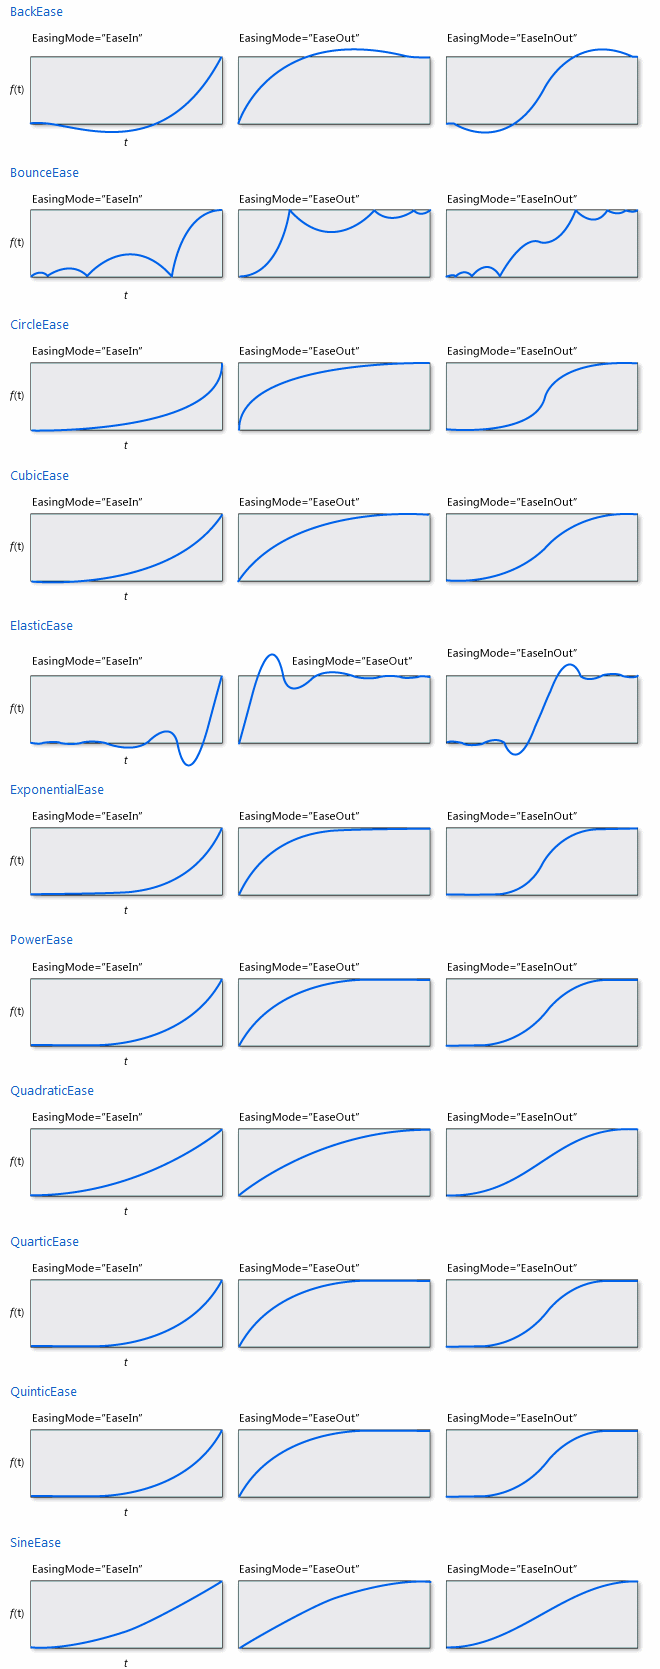 BackEase
EasingMode="EaseIn" EasingMode="EaseOut" EasingMode="EaseInOut"
f(t)
t
BounceEase
EasingMode="EaseIn" EasingMode="EaseOut" EasingMode="EaseInOut"
f(t)
t
CircleEase
EasingMode="EaseIn" EasingMode="EaseOut" EasingMode="EaseInOut"
f(t)
t
CubicEase
EasingMode="EaseIn" EasingMode="EaseOut" EasingMode="EaseInOut"
f(t)
t
ElasticEase
EasingMode="EaseIn" EasingMode="EaseOut" EasingMode="EaseInOut"
f(t)
t
ExponentialEase
EasingMode="EaseIn" EasingMode="EaseOut" EasingMode="EaseInOut"
f(t)
t
PowerEase
EasingMode="EaseIn" EasingMode="EaseOut" EasingMode="EaseInOut"
f(t)
t
QuadraticEase
EasingMode="EaseIn" EasingMode="EaseOut" EasingMode="EaseInOut"
f(t)
t
QuarticEase
EasingMode="EaseIn" EasingMode="EaseOut" EasingMode="EaseInOut"
f(t)
t
QuinticEase
EasingMode="EaseIn" EasingMode="EaseOut" EasingMode="EaseInOut"
f(t)
t
SineEase
EasingMode="EaseIn" EasingMode="EaseOut" EasingMode="EaseInOut"
f(t)
t